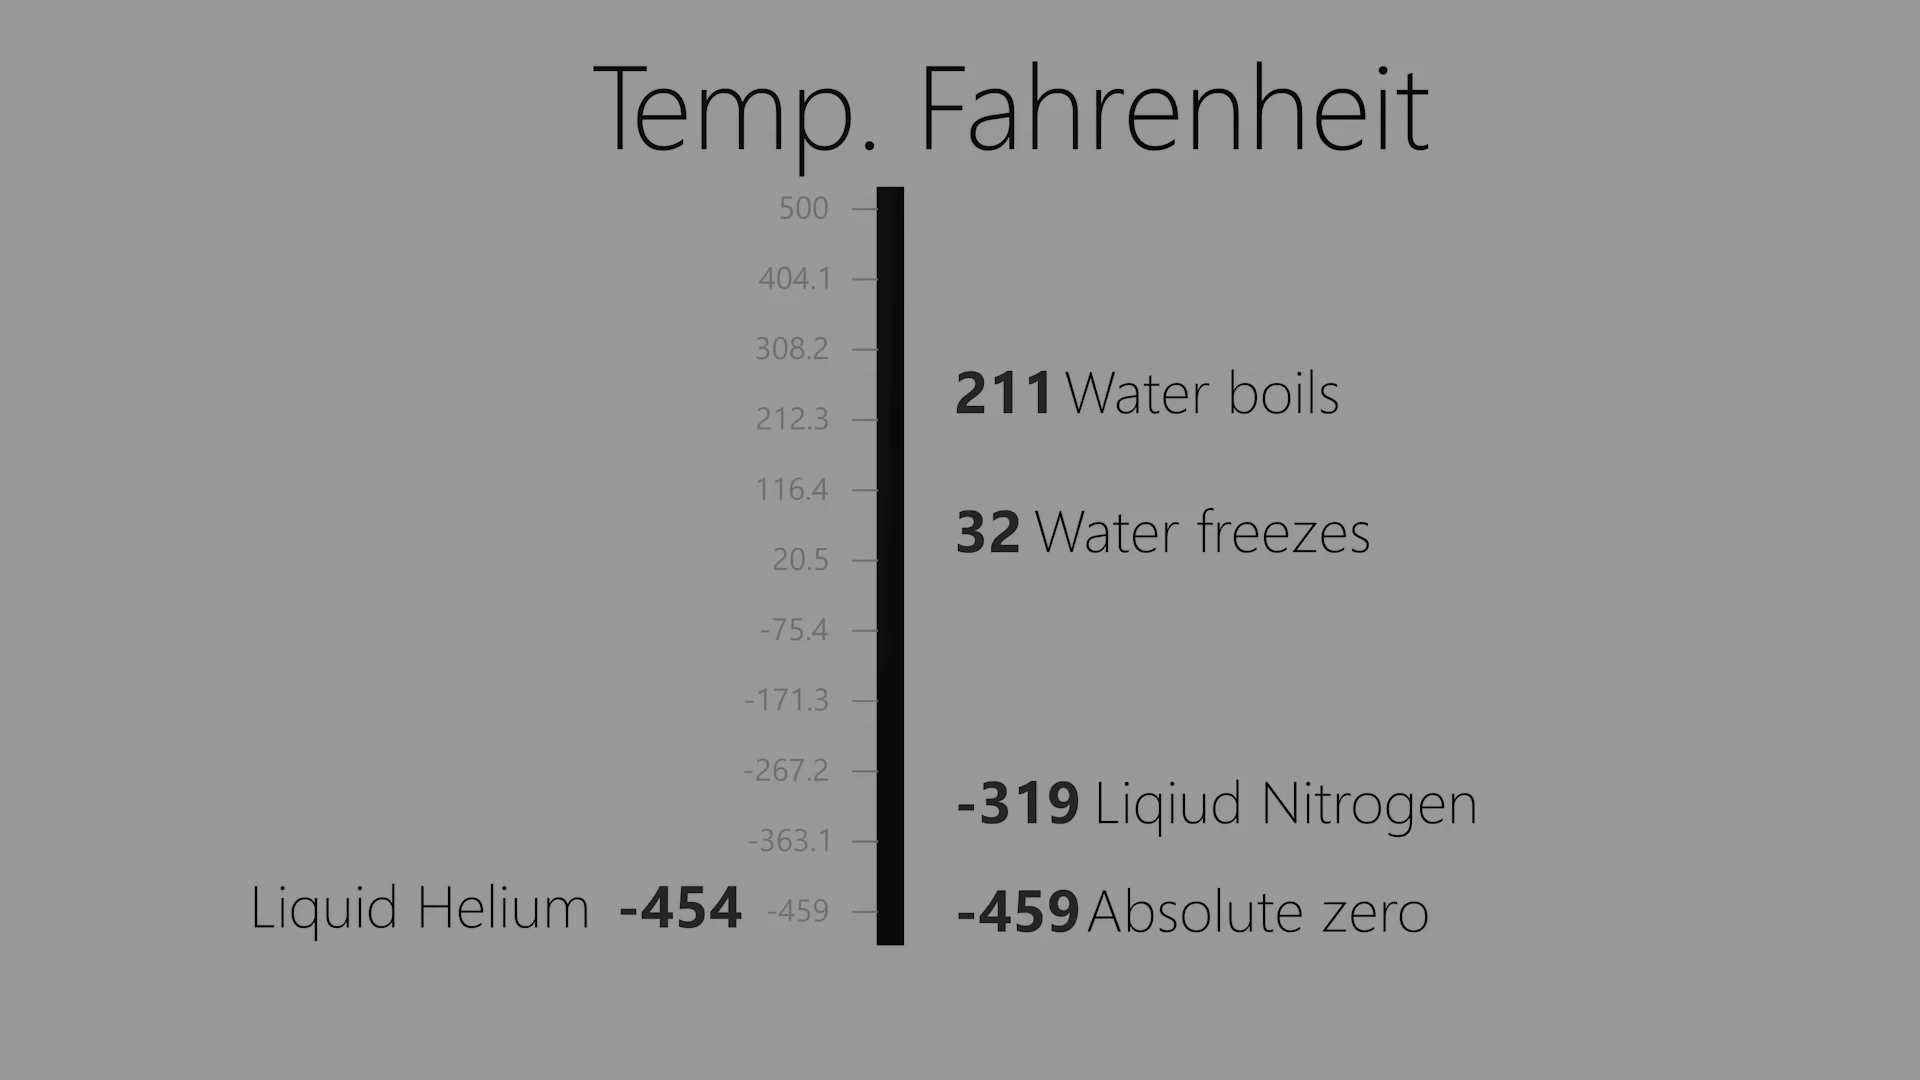 Temp. Fahrenheit
500
404.1
308.2
211 Water boils
212.3
116.4
32 Water freezes
20.5
-75.4
-171.3
-267.2
-319 Liqiud Nitrogen
-363.1
Liquid Helium -454
-459
-459 Absolute zero